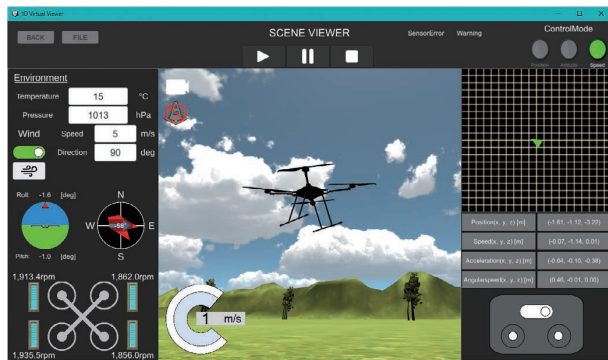 3D Virtual Viewer
BACK
FILE
SCENE VIEWER
SensorError
Warning
ControlMode
Position
Attitude
Speed
Environment
Temperature 15 °C
Pressure 1013 hPa
Wind Speed 5 m/s
Direction 90 deg
Roll: -1.6 [deg]
Pitch: -1.0 [deg]
N
W
-58°
E
S
1,913.4rpm 1,862.0rpm
1,935.5rpm 1,856.0rpm
1 m/s
Position(x, y, z) [m] (-1.61, -1.12, -3.22)
Speed(x, y, z) [m] (-0.07, -1.14, 0.01)
Acceleration(x, y, z) [m] (-0.04, -0.10, -0.38)
Angularspeed(x, y, z) [m] (0.46, -0.01, 0.00)